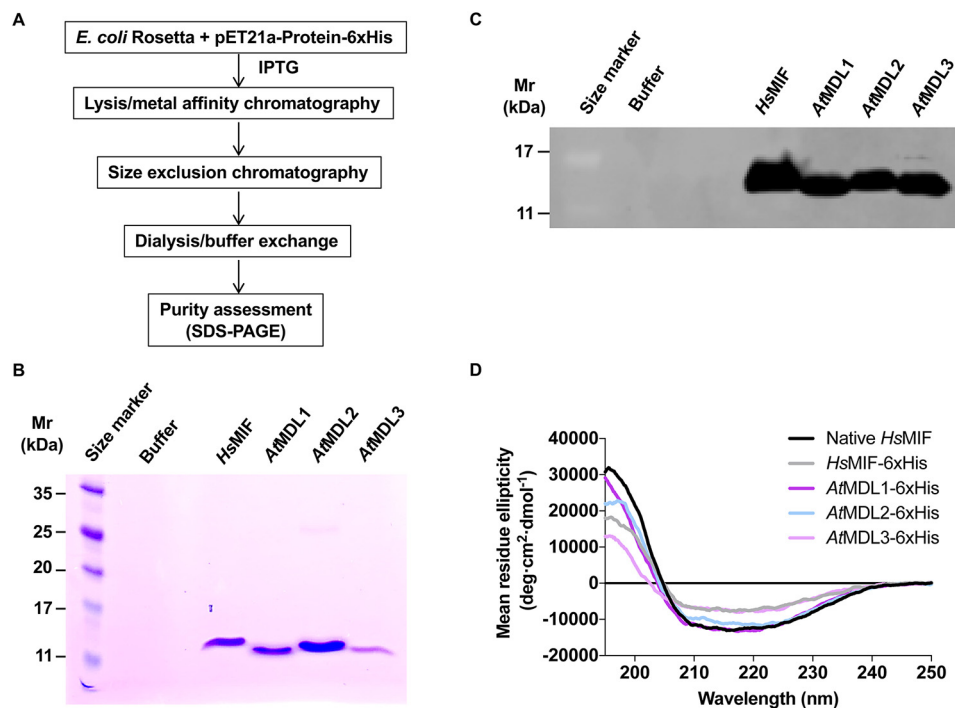 A
E. coli Rosetta + pET21a-Protein-6xHis
IPTG
Lysis/metal affinity chromatography
Size exclusion chromatography
Dialysis/buffer exchange
Purity assessment
(SDS-PAGE)
B
Mr
(kDa)
Size marker
Buffer
HsMIF
AtMDL1
AtMDL2
AtMDL3
35
25
20
17
11
C
Mr
(kDa)
Size marker
Buffer
HsMIF
AtMDL1
AtMDL2
AtMDL3
17
11
D
Mean residue ellipticity
(deg·cm²·dmol⁻¹)
40000
30000
20000
10000
0
-10000
-20000
Native HsMIF
HsMIF-6xHis
AtMDL1-6xHis
AtMDL2-6xHis
AtMDL3-6xHis
200 210 220 230 240 250
Wavelength (nm)